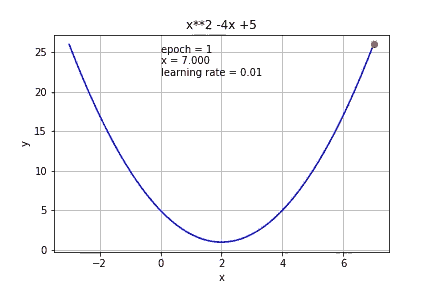 x**2 -4x +5
epoch = 1
x = 7.000
learning rate = 0.01
25
20
15
10
5
0
y
−2 0 2 4 6
x